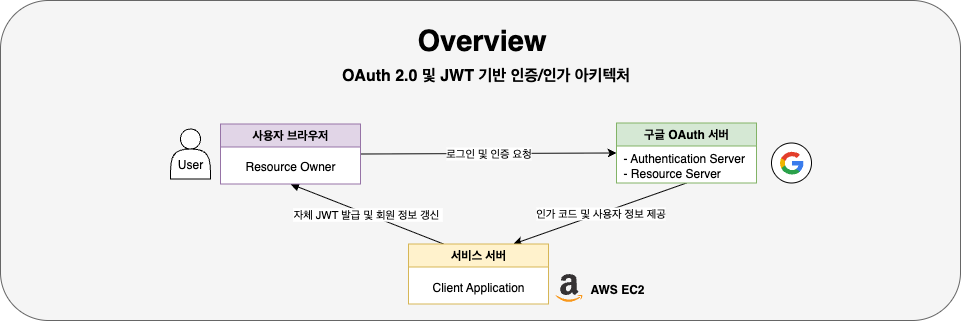 Overview
OAuth 2.0 및 JWT 기반 인증/인가 아키텍처
User
사용자 브라우저
Resource Owner
로그인 및 인증 요청
구글 OAuth 서버
- Authentication Server
- Resource Server
자체 JWT 발급 및 회원 정보 갱신
인가 코드 및 사용자 정보 제공
서비스 서버
Client Application
AWS EC2